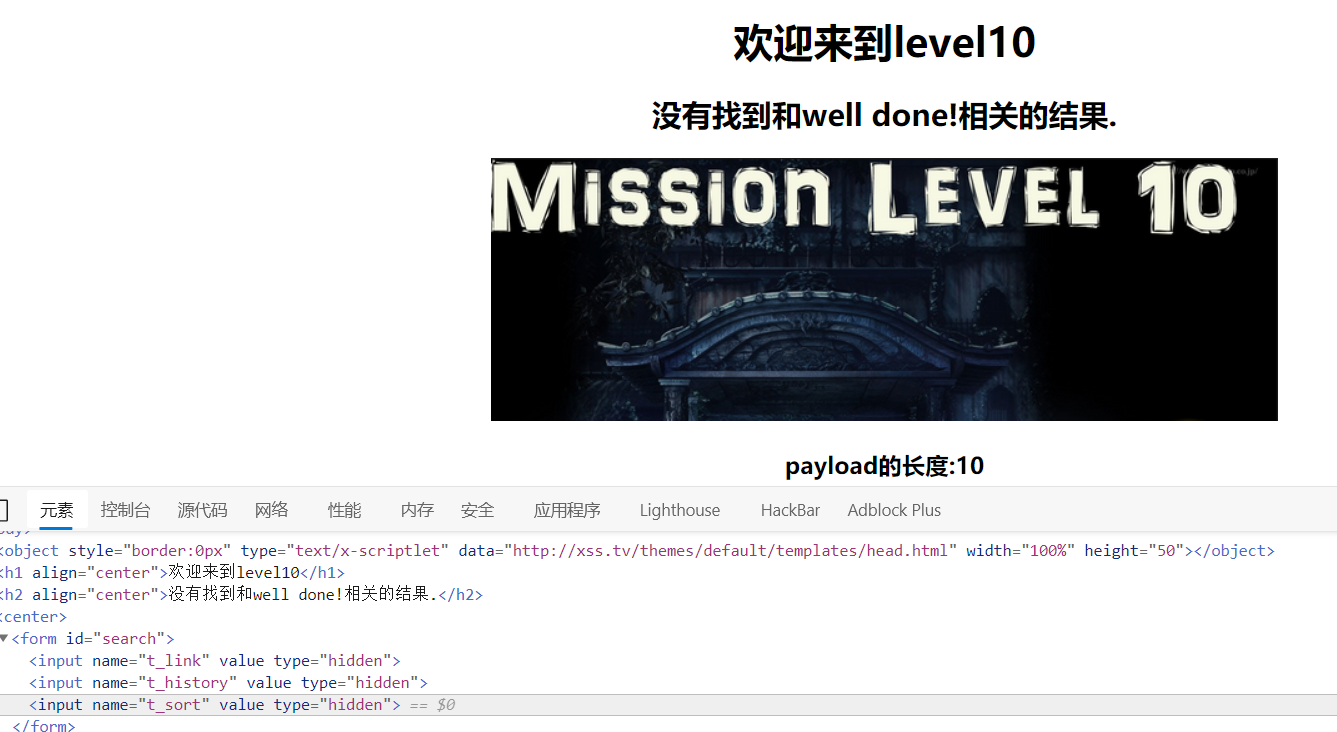 欢迎来到level10
没有找到和well done!相关的结果.
Mission Level 10
payload的长度:10
元素 控制台 源代码 网络 性能 内存 安全 应用程序 Lighthouse HackBar Adblock Plus
<object style="border:0px" type="text/x-scriptlet" data="http://xss.tv/themes/default/templates/head.html" width="100%" height="50"></object>
<h1 align="center">欢迎来到level10</h1>
<h2 align="center">没有找到和well done!相关的结果.</h2>
<center>
<form id="search">
<input name="t_link" value type="hidden">
<input name="t_history" value type="hidden">
<input name="t_sort" value type="hidden"> == $0
</form>